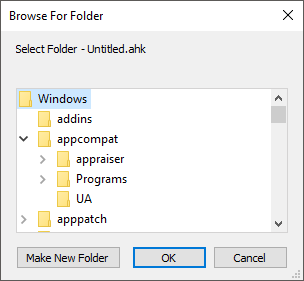 Browse For Folder
Select Folder - Untitled.ahk
Windows
addins
appcompat
appraiser
Programs
UA
apppatch
Make New Folder
OK
Cancel